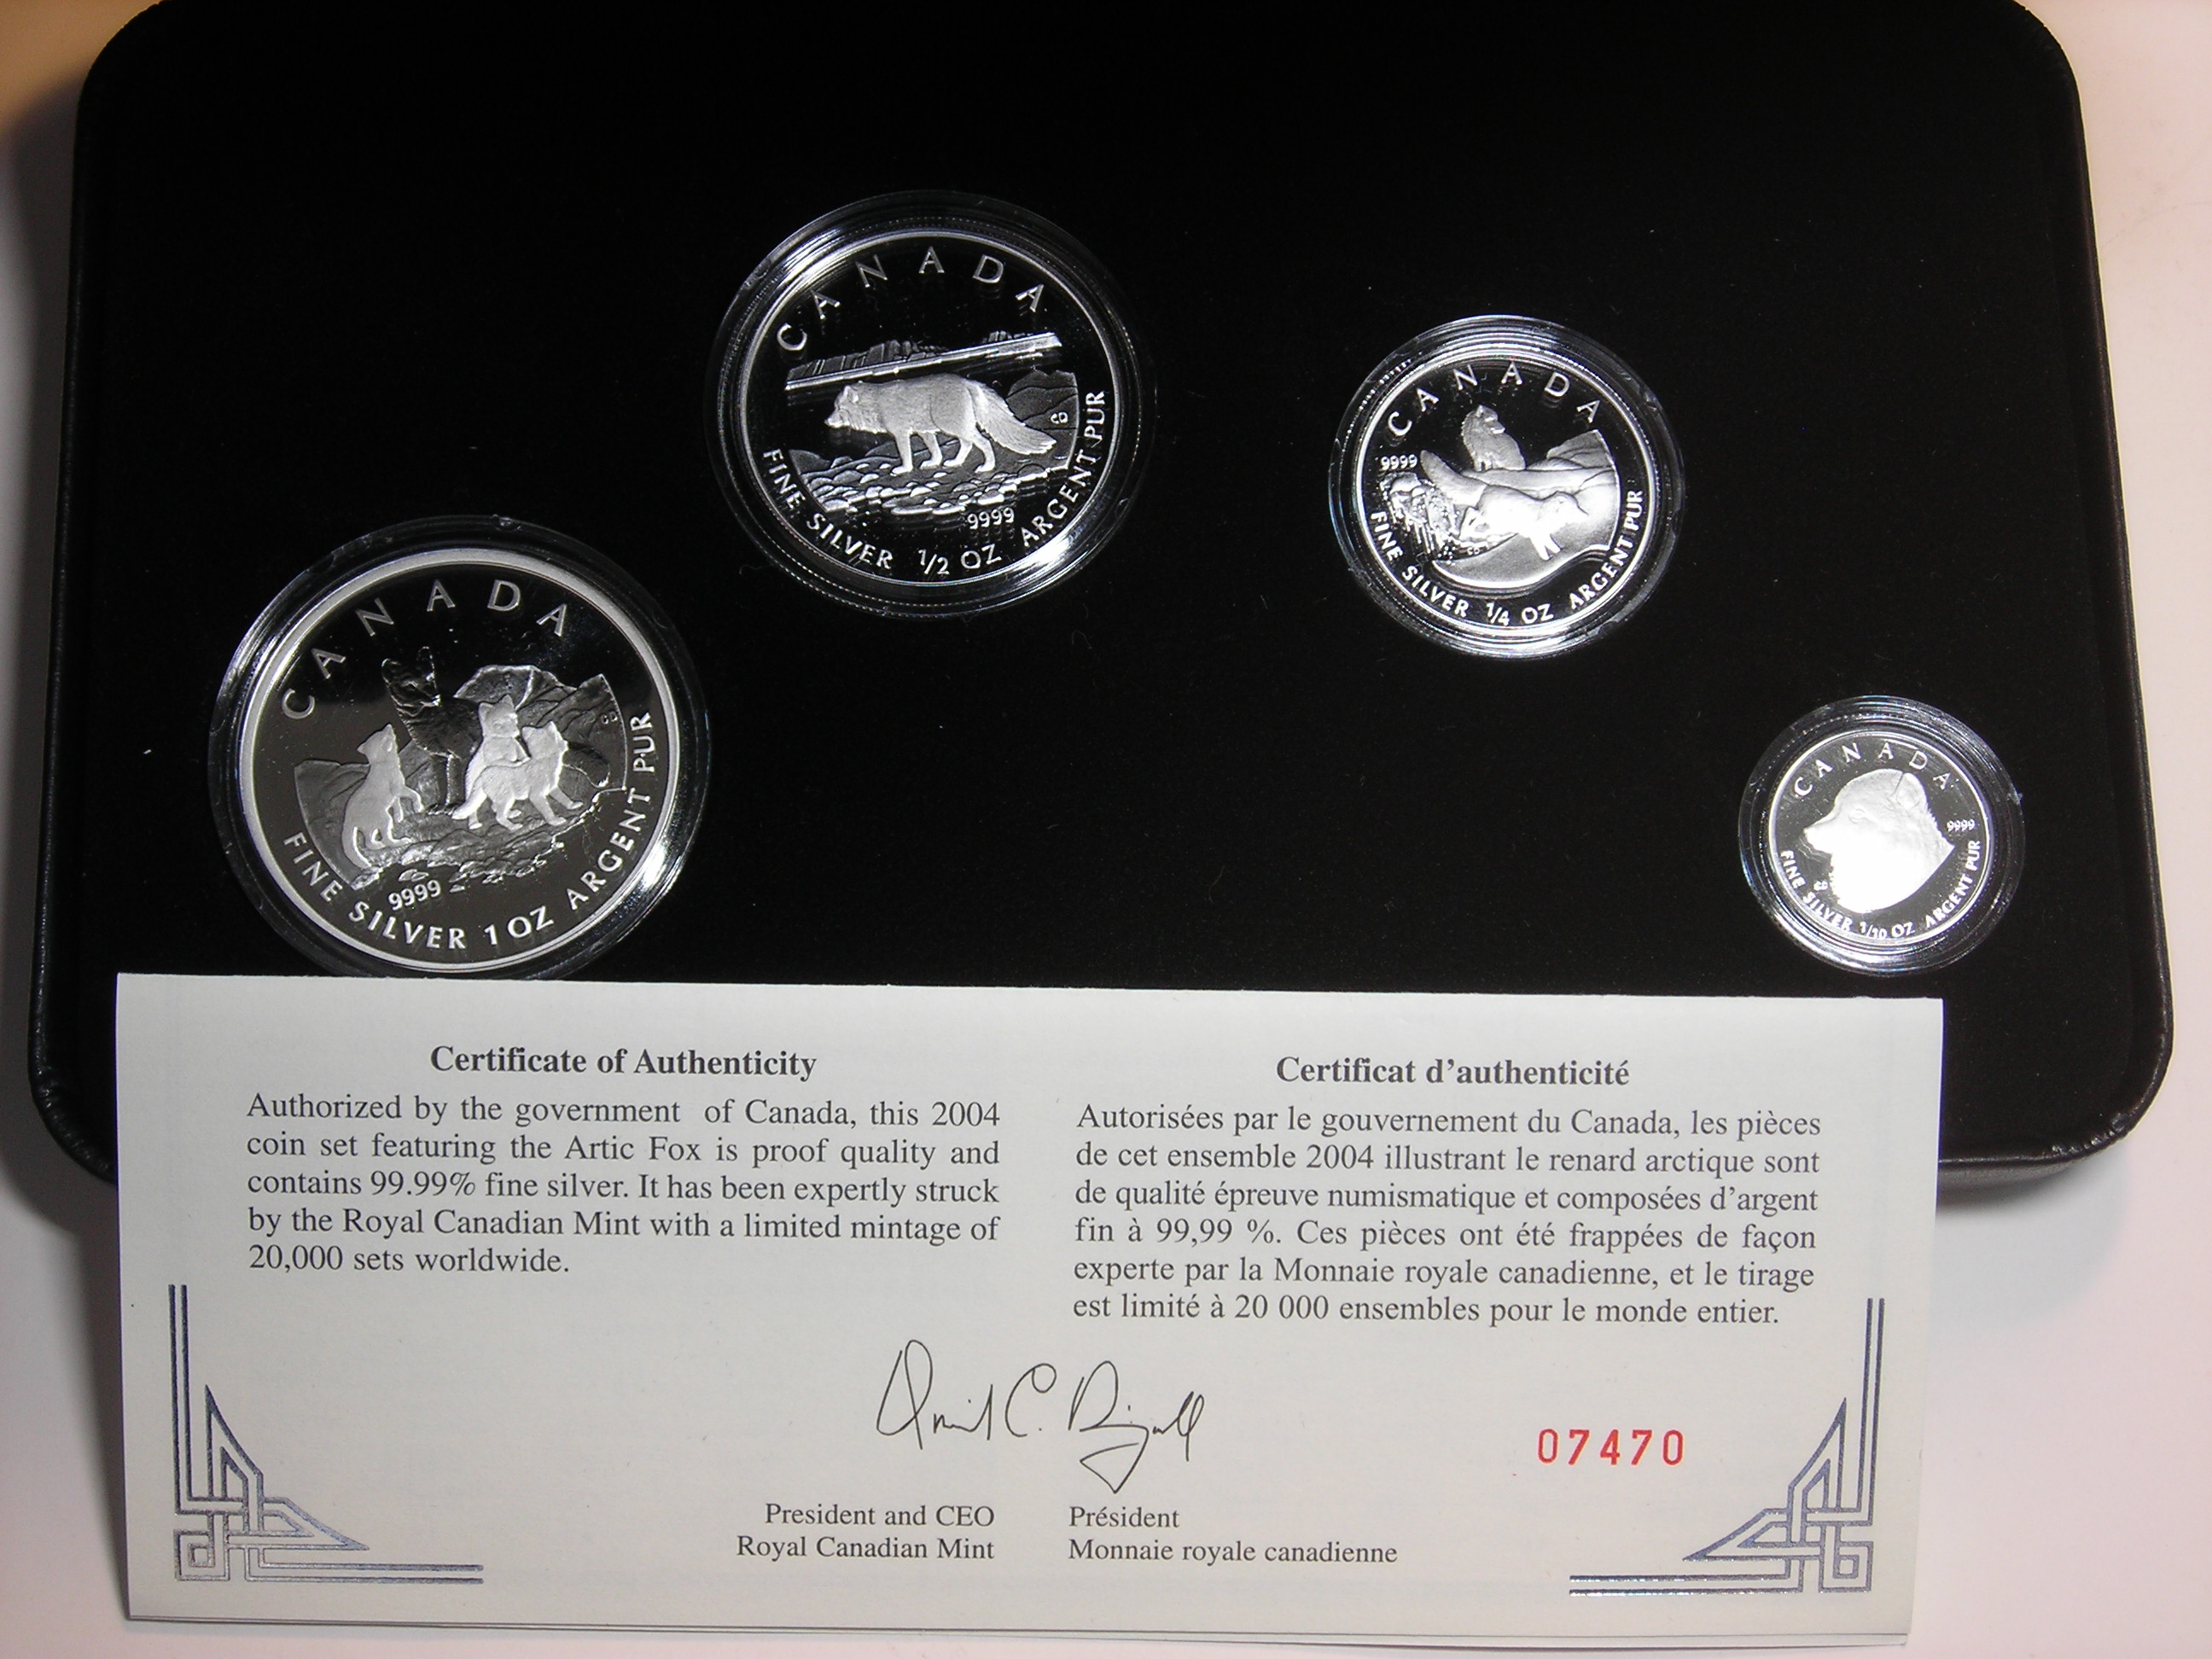 CANADA
FINE SILVER 1/2 OZ ARGENT PUR
9999
CD
CANADA
9999
FINE SILVER 1/4 OZ ARGENT PUR
CD
CANADA
CD
9999
FINE SILVER 1 OZ ARGENT PUR
CANADA
9999
CD
FINE SILVER 1/10 OZ ARGENT PUR
Certificate of Authenticity
Authorized by the government of Canada, this 2004
coin set featuring the Artic Fox is proof quality and
contains 99.99% fine silver. It has been expertly struck
by the Royal Canadian Mint with a limited mintage of
20,000 sets worldwide.
Certificat d'authenticité
Autorisées par le gouvernement du Canada, les pièces
de cet ensemble 2004 illustrant le renard arctique sont
de qualité épreuve numismatique et composées d'argent
fin à 99,99 %. Ces pièces ont été frappées de façon
experte par la Monnaie royale canadienne, et le tirage
est limité à 20 000 ensembles pour le monde entier.
07470
President and CEO
Royal Canadian Mint
Président
Monnaie royale canadienne